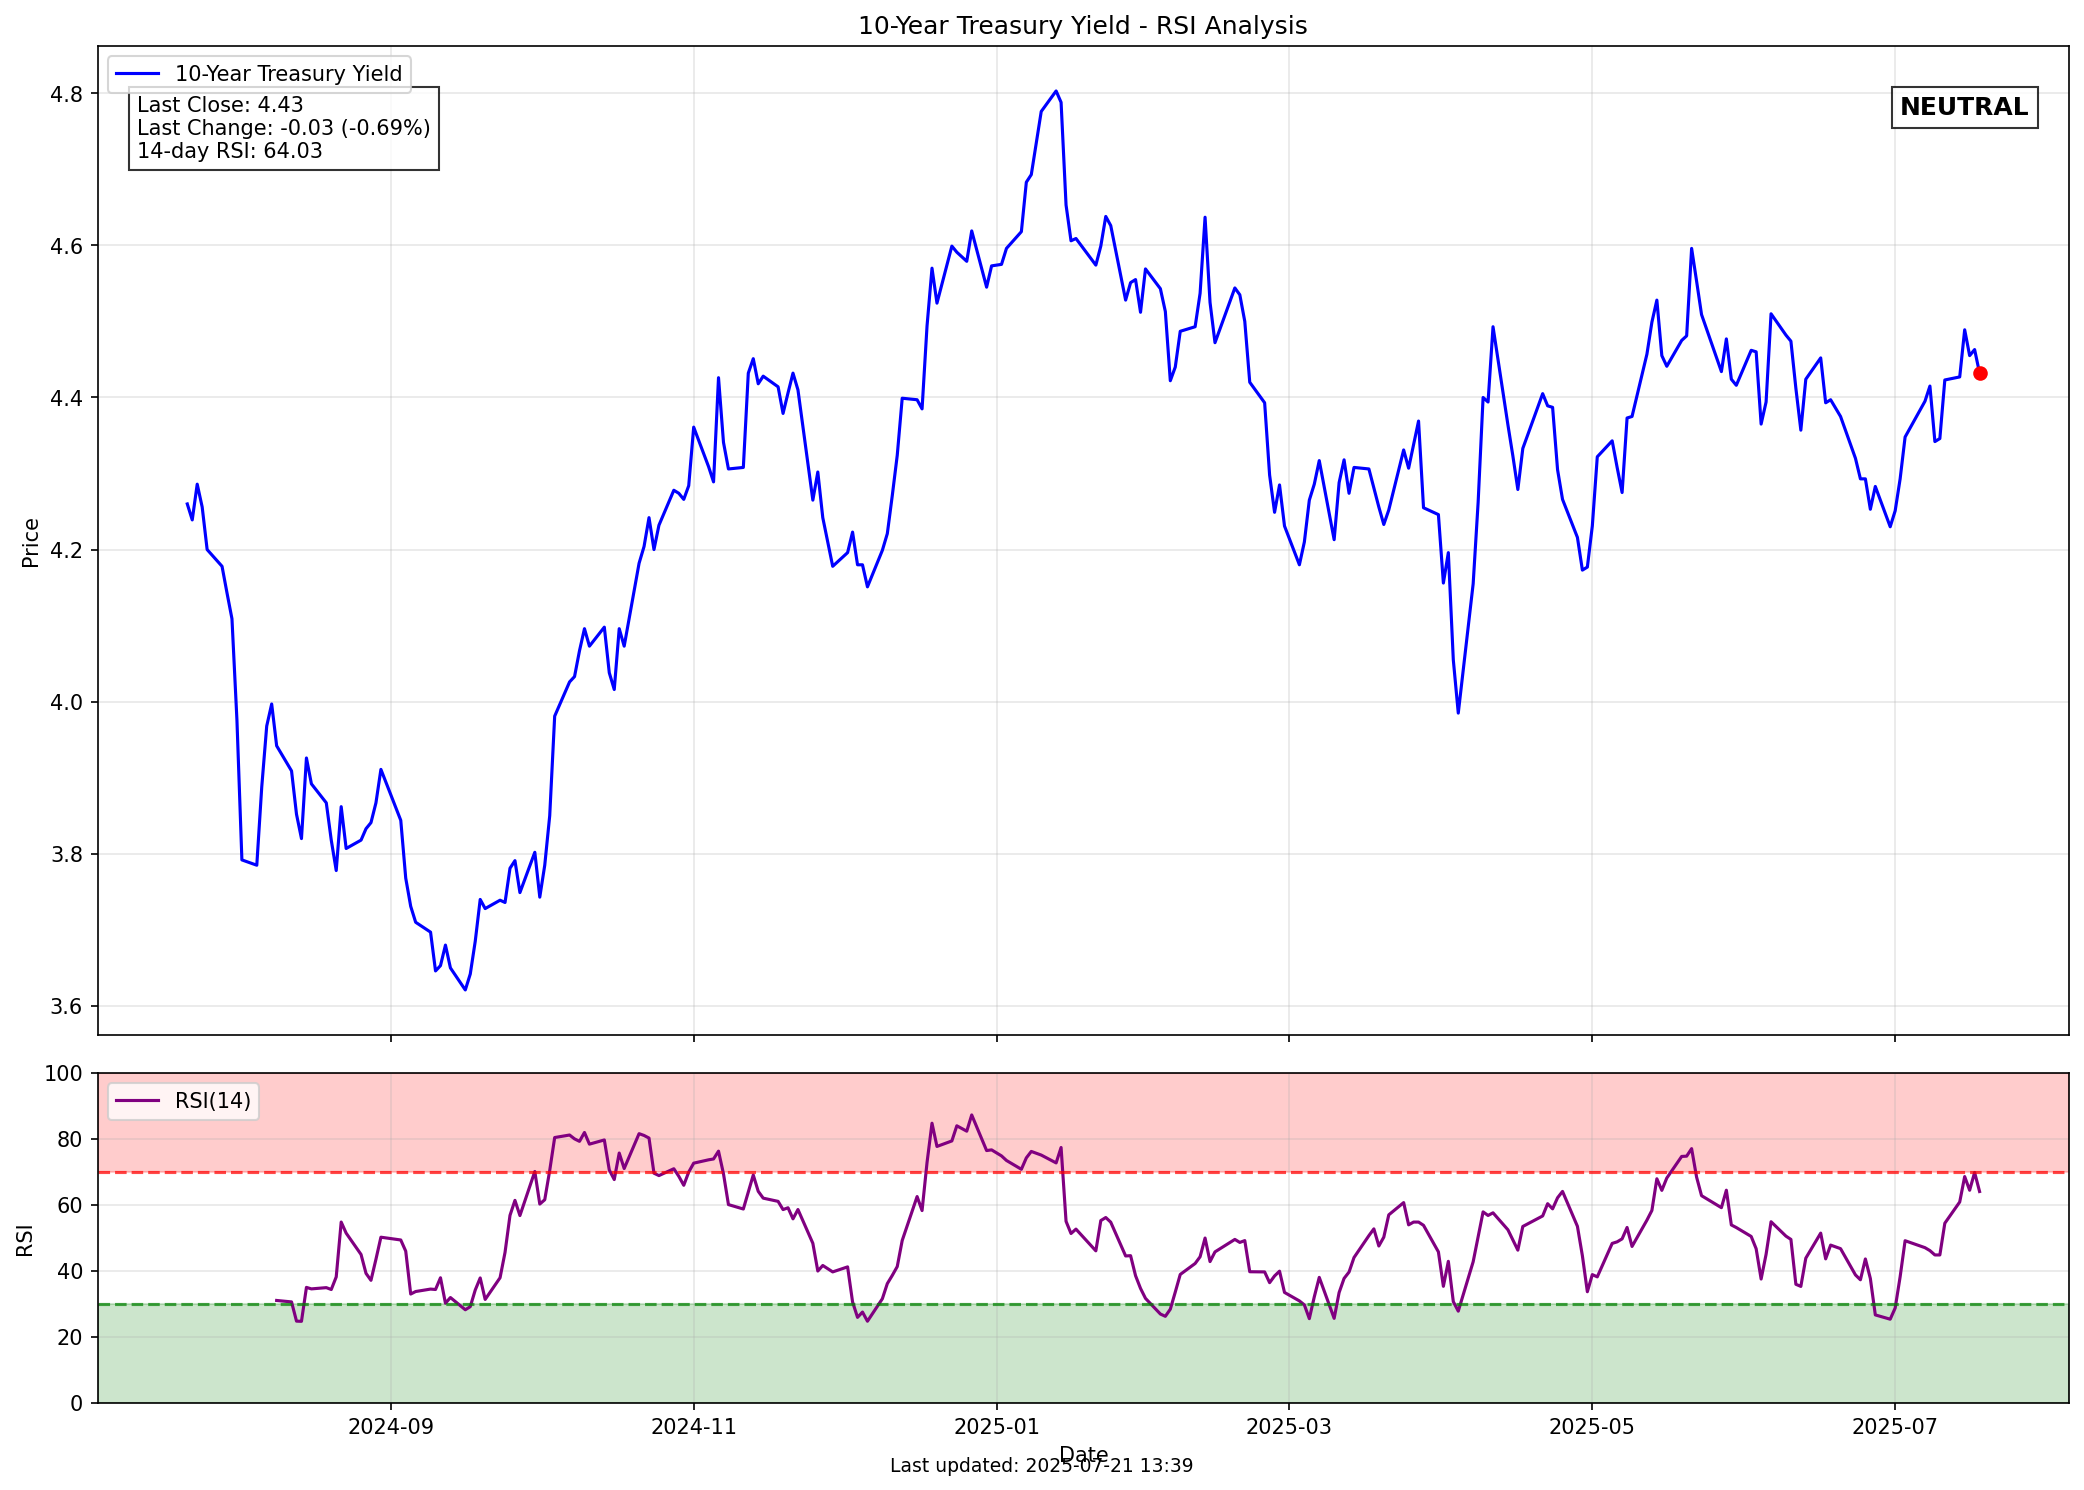 10-Year Treasury Yield - RSI Analysis
10-Year Treasury Yield
Last Close: 4.43
Last Change: -0.03 (-0.69%)
14-day RSI: 64.03
NEUTRAL
Price
4.8
4.6
4.4
4.2
4.0
3.8
3.6
RSI(14)
RSI
100
80
60
40
20
0
2024-09
2024-11
2025-01
2025-03
2025-05
2025-07
Date
Last updated: 2025-07-21 13:39